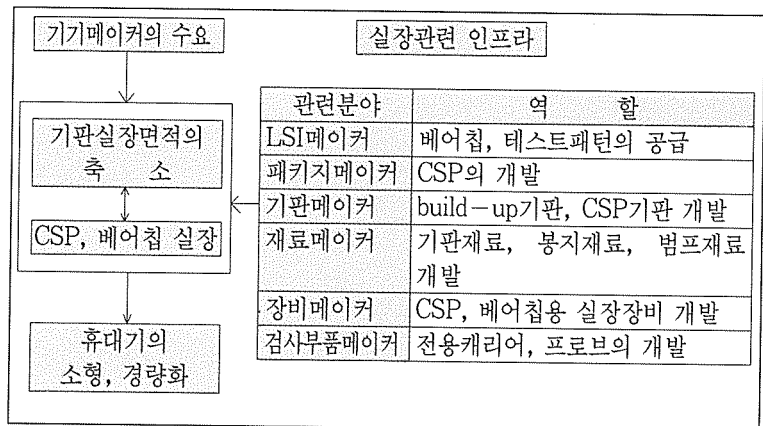 기기메이커의 수요
실장관련 인프라
기판실장면적의
축 소
CSP, 베어칩 실장
휴대기의
소형, 경량화
관련분야 역 할
LSI메이커 베어칩, 테스트패턴의 공급
패키지메이커 CSP의 개발
기판메이커 build-up기판, CSP기판 개발
재료메이커 기판재료, 봉지재료, 범프재료
개발
장비메이커 CSP, 베어칩용 실장장비 개발
검사부품메이커 전용캐리어, 프로브의 개발